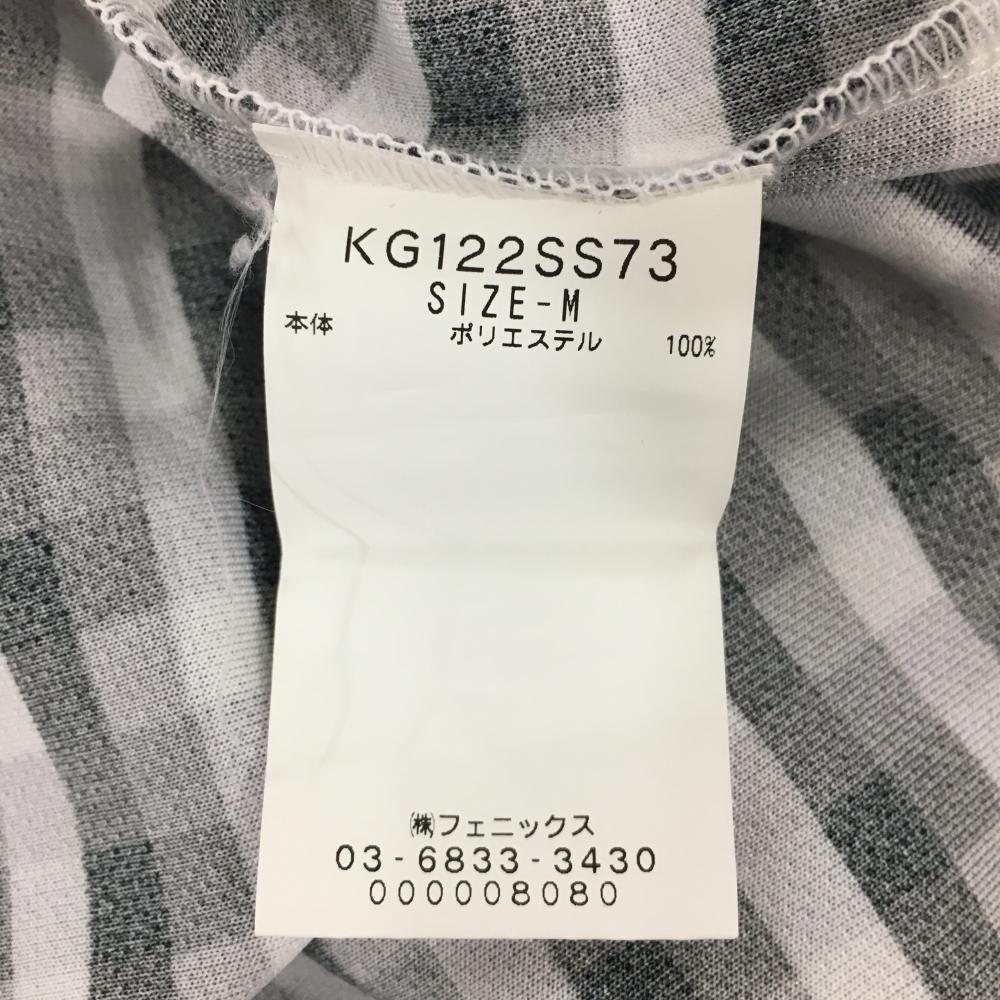 KG122SS73
SIZE-M
本体 ポリエステル 100%
㈱フェニックス
03-6833-3430
000008080